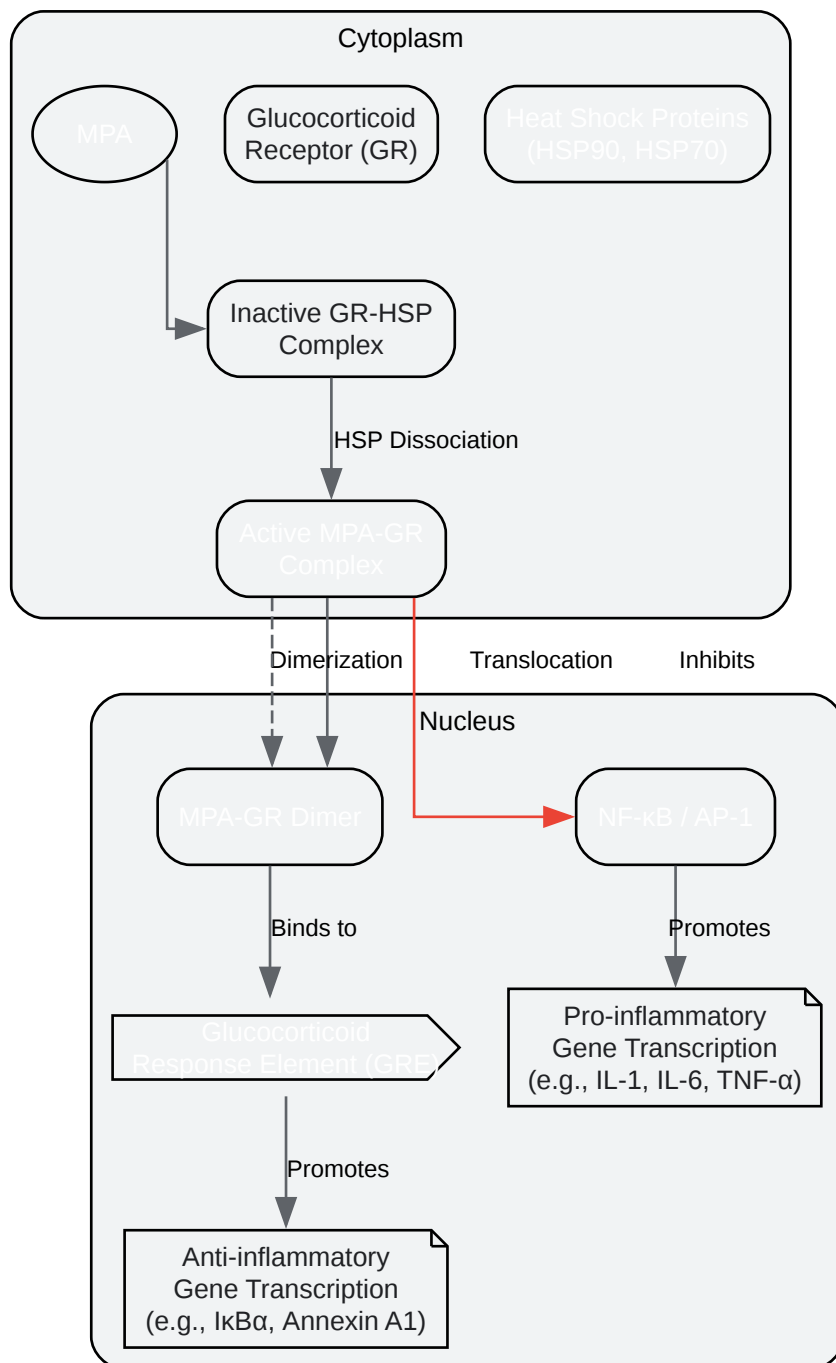 Cytoplasm
MPA
Glucocorticoid
Receptor (GR)
Heat Shock Proteins
(HSP90, HSP70)
Inactive GR-HSP
Complex
HSP Dissociation
Active MPA-GR
Complex
Dimerization
Translocation
Inhibits
Nucleus
MPA-GR Dimer
NF-κB / AP-1
Binds to
Promotes
Glucocorticoid
Response Element (GRE)
Pro-inflammatory
Gene Transcription
(e.g., IL-1, IL-6, TNF-α)
Promotes
Anti-inflammatory
Gene Transcription
(e.g., IκBα, Annexin A1)